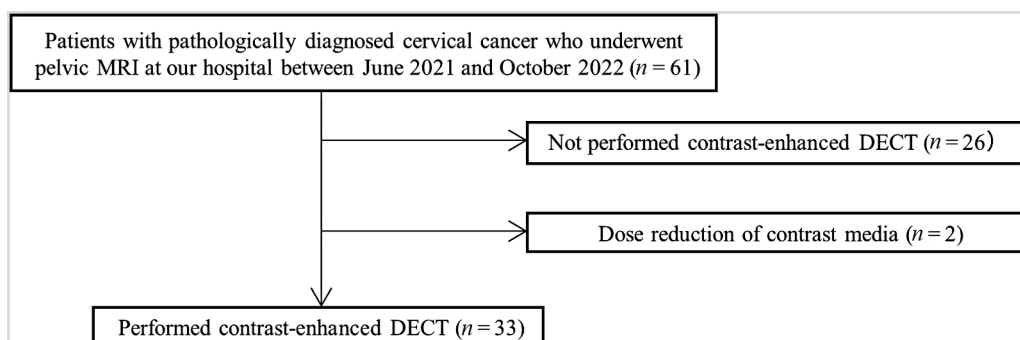 Patients with pathologically diagnosed cervical cancer who underwent
pelvic MRI at our hospital between June 2021 and October 2022 (n = 61)
Not performed contrast-enhanced DECT (n = 26)
Dose reduction of contrast media (n = 2)
Performed contrast-enhanced DECT (n = 33)